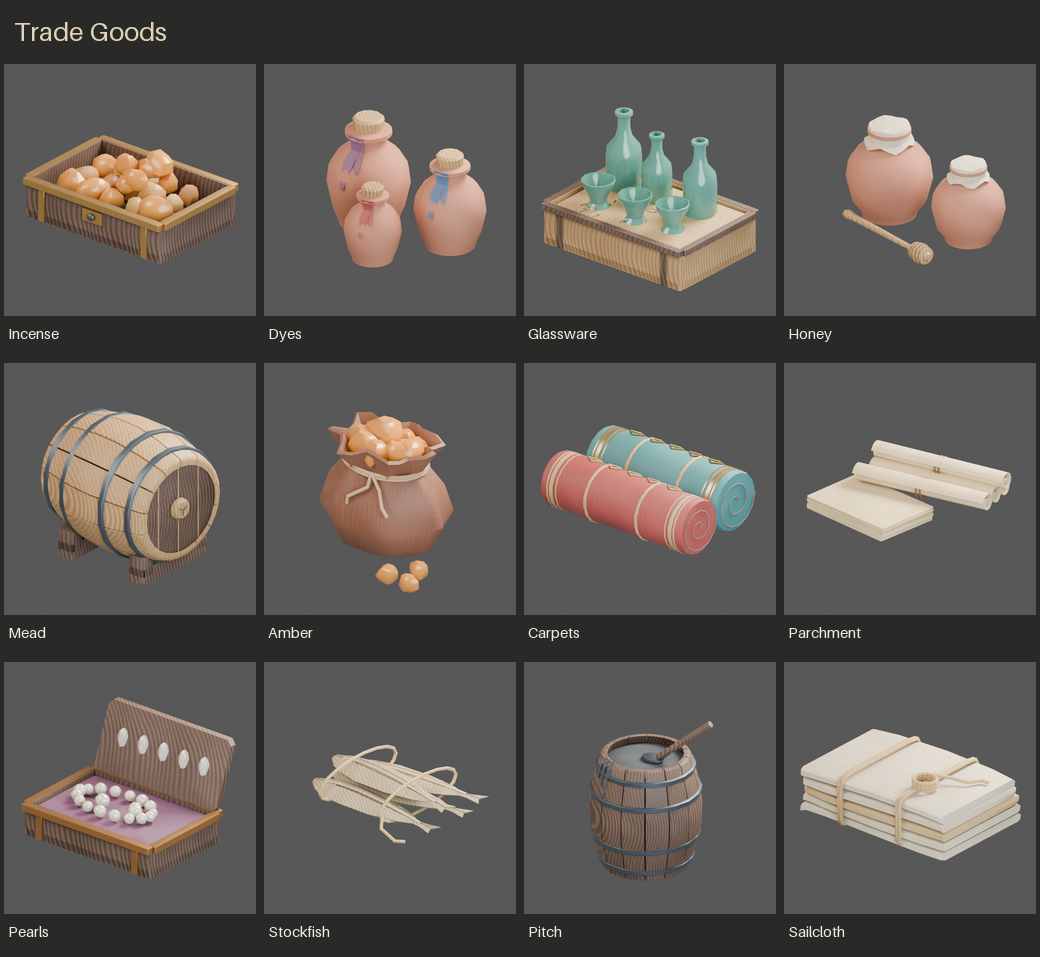 Trade Goods
Incense
Dyes
Glassware
Honey
Mead
Amber
Carpets
Parchment
Pearls
Stockfish
Pitch
Sailcloth